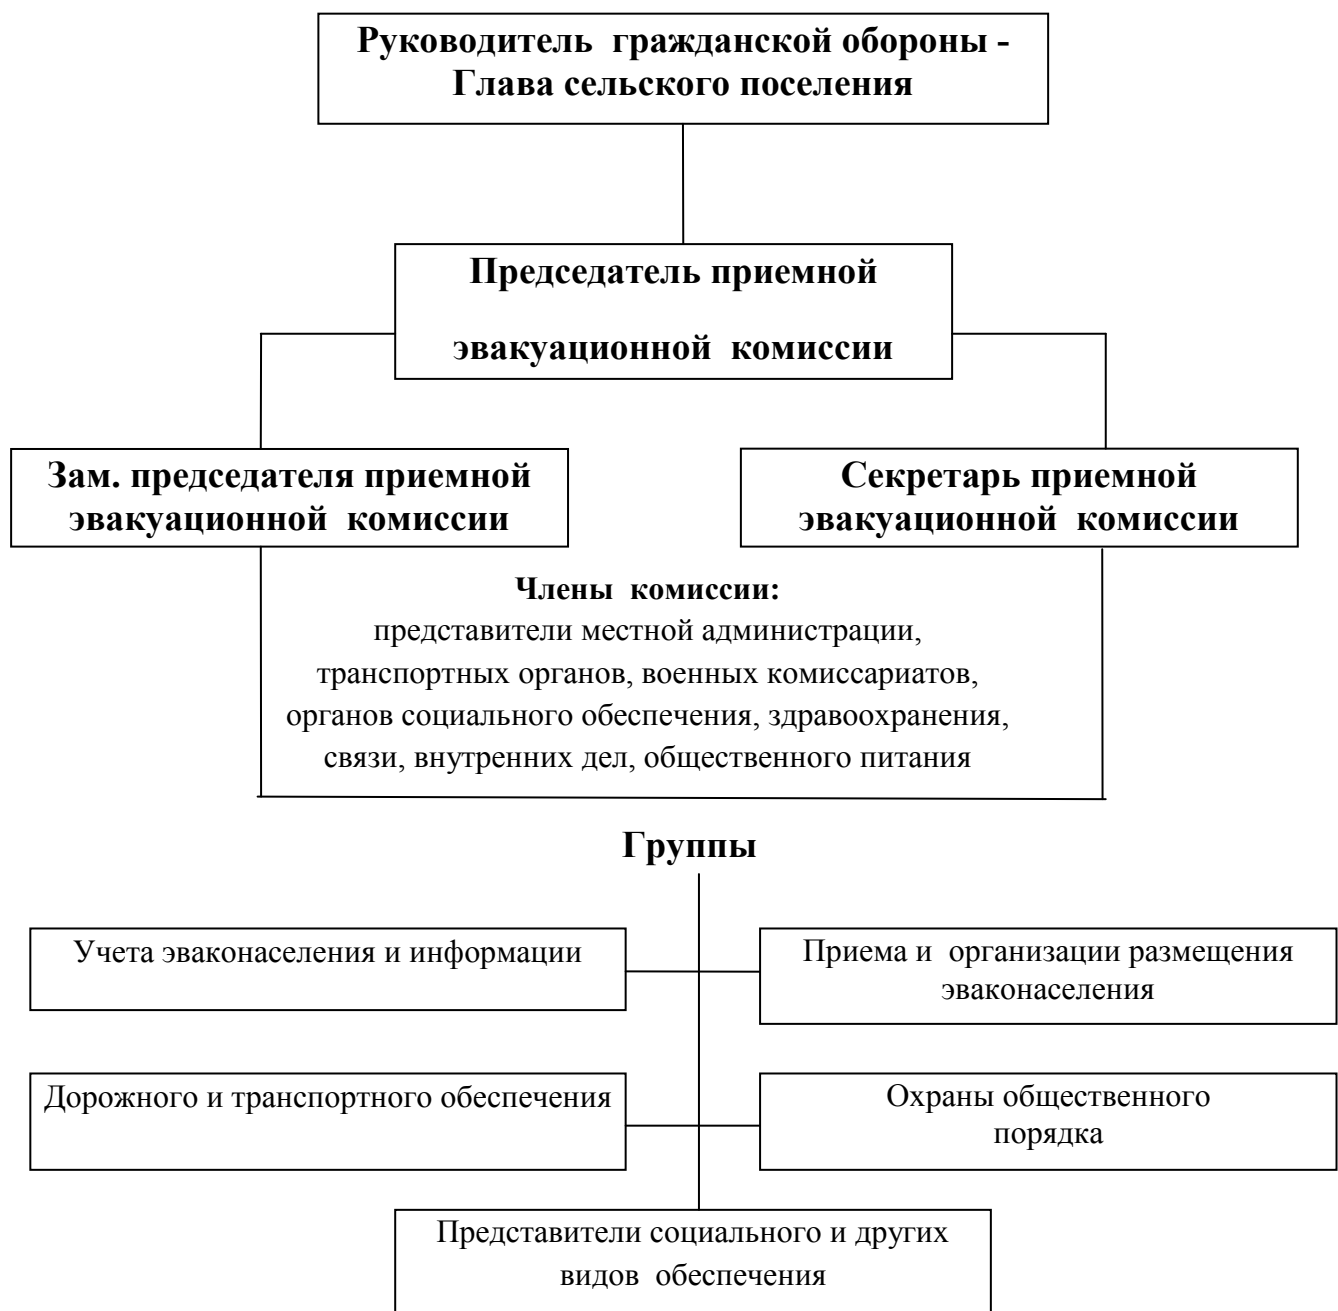 Руководитель гражданской обороны -
Глава сельского поселения
Председатель приемной
эвакуационной комиссии
Зам. председателя приемной
эвакуационной комиссии
Секретарь приемной
эвакуационной комиссии
Члены комиссии:
представители местной администрации,
транспортных органов, военных комиссариатов,
органов социального обеспечения, здравоохранения,
связи, внутренних дел, общественного питания
Группы
Учета эваконаселения и информации
Приема и организации размещения
эваконаселения
Дорожного и транспортного обеспечения
Охраны общественного
порядка
Представители социального и других
видов обеспечения